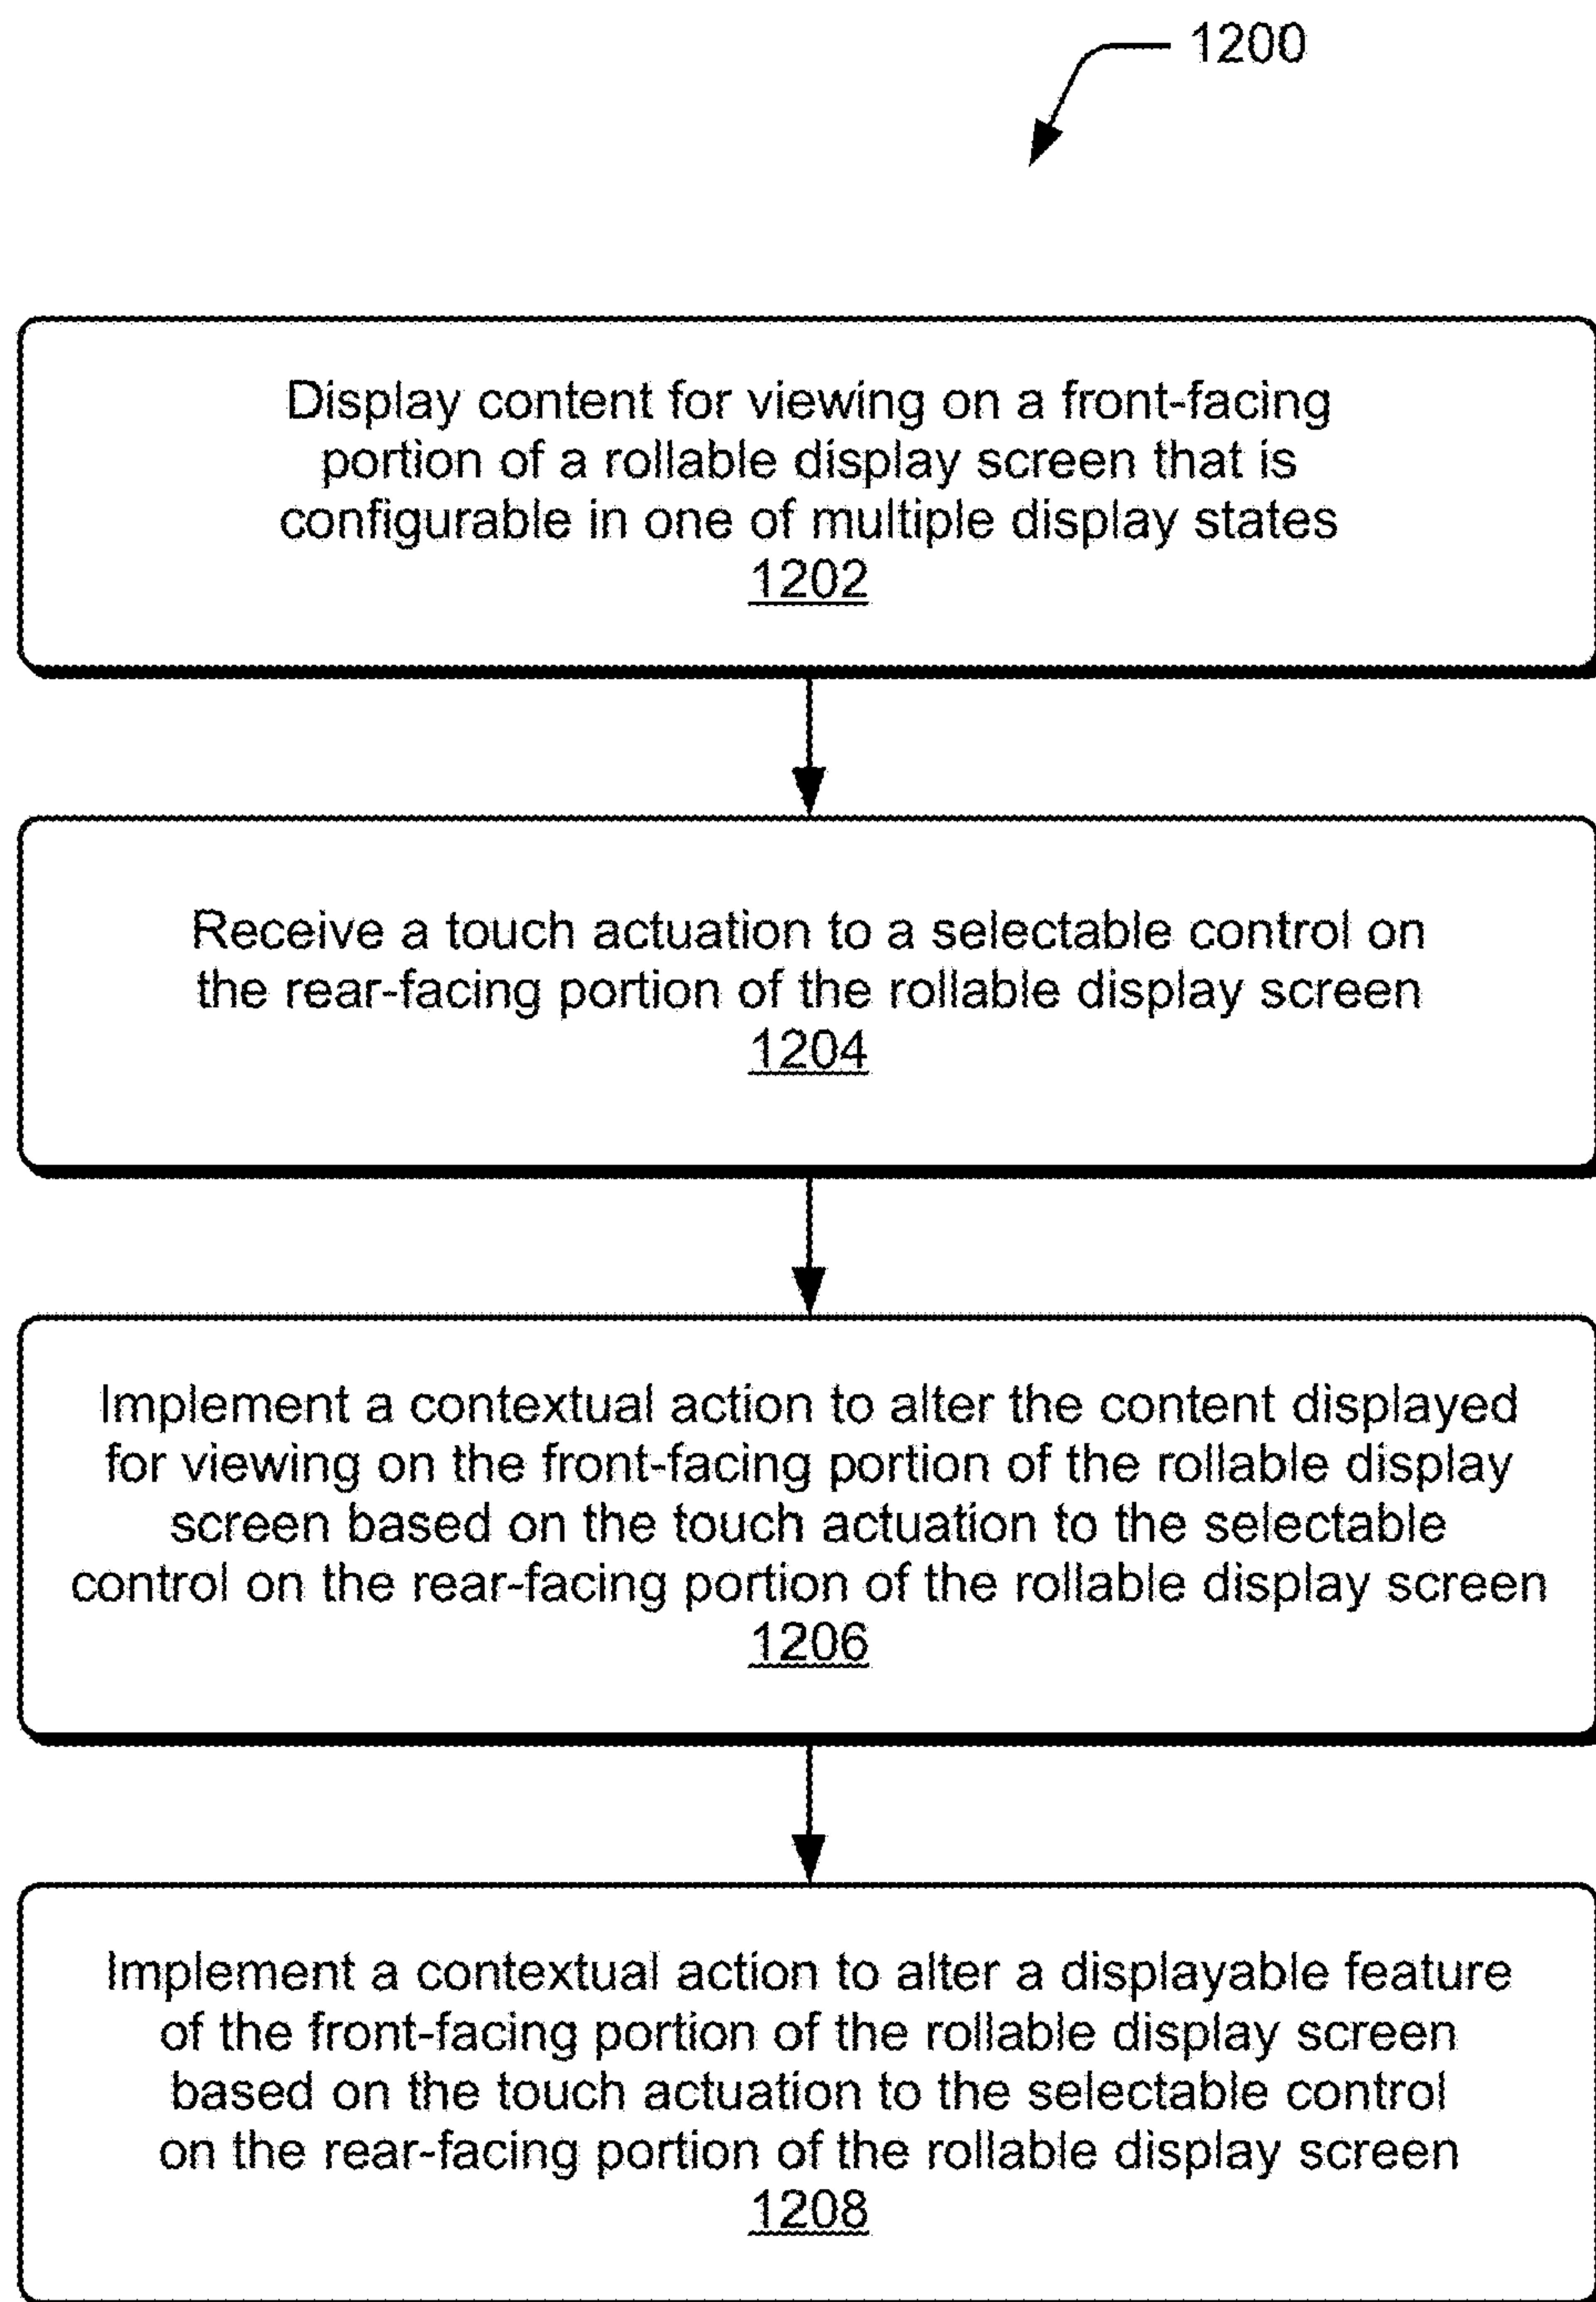 1200
Display content for viewing on a front-facing
portion of a rollable display screen that is
configurable in one of multiple display states
1202
Receive a touch actuation to a selectable control on
the rear-facing portion of the rollable display screen
1204
Implement a contextual action to alter the content displayed
for viewing on the front-facing portion of the rollable display
screen based on the touch actuation to the selectable
control on the rear-facing portion of the rollable display screen
1206
Implement a contextual action to alter a displayable feature
of the front-facing portion of the rollable display screen
based on the touch actuation to the selectable control
on the rear-facing portion of the rollable display screen
1208